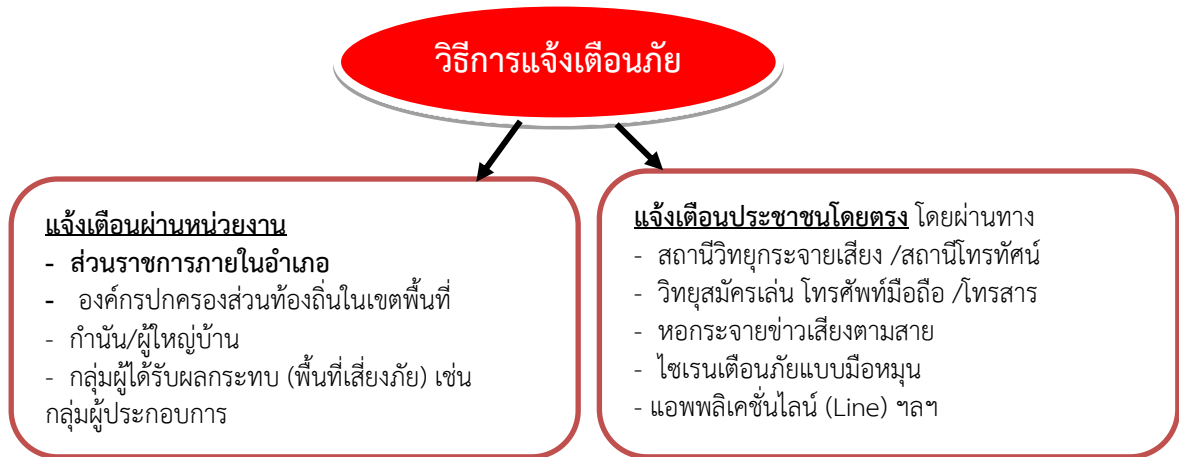 วิธีการแจ้งเตือนภัย
แจ้งเตือนผ่านหน่วยงาน
- ส่วนราชการภายในอำเภอ
- องค์กรปกครองส่วนท้องถิ่นในเขตพื้นที่
- กำนัน/ผู้ใหญ่บ้าน
- กลุ่มผู้ได้รับผลกระทบ (พื้นที่เสี่ยงภัย) เช่น
กลุ่มผู้ประกอบการ
แจ้งเตือนประชาชนโดยตรง โดยผ่านทาง
- สถานีวิทยุกระจายเสียง /สถานีโทรทัศน์
- วิทยุสมัครเล่น โทรศัพท์มือถือ /โทรสาร
- หอกระจายข่าวเสียงตามสาย
- ไซเรนเตือนภัยแบบมือหมุน
- แอพพลิเคชั่นไลน์ (Line) ฯลฯ